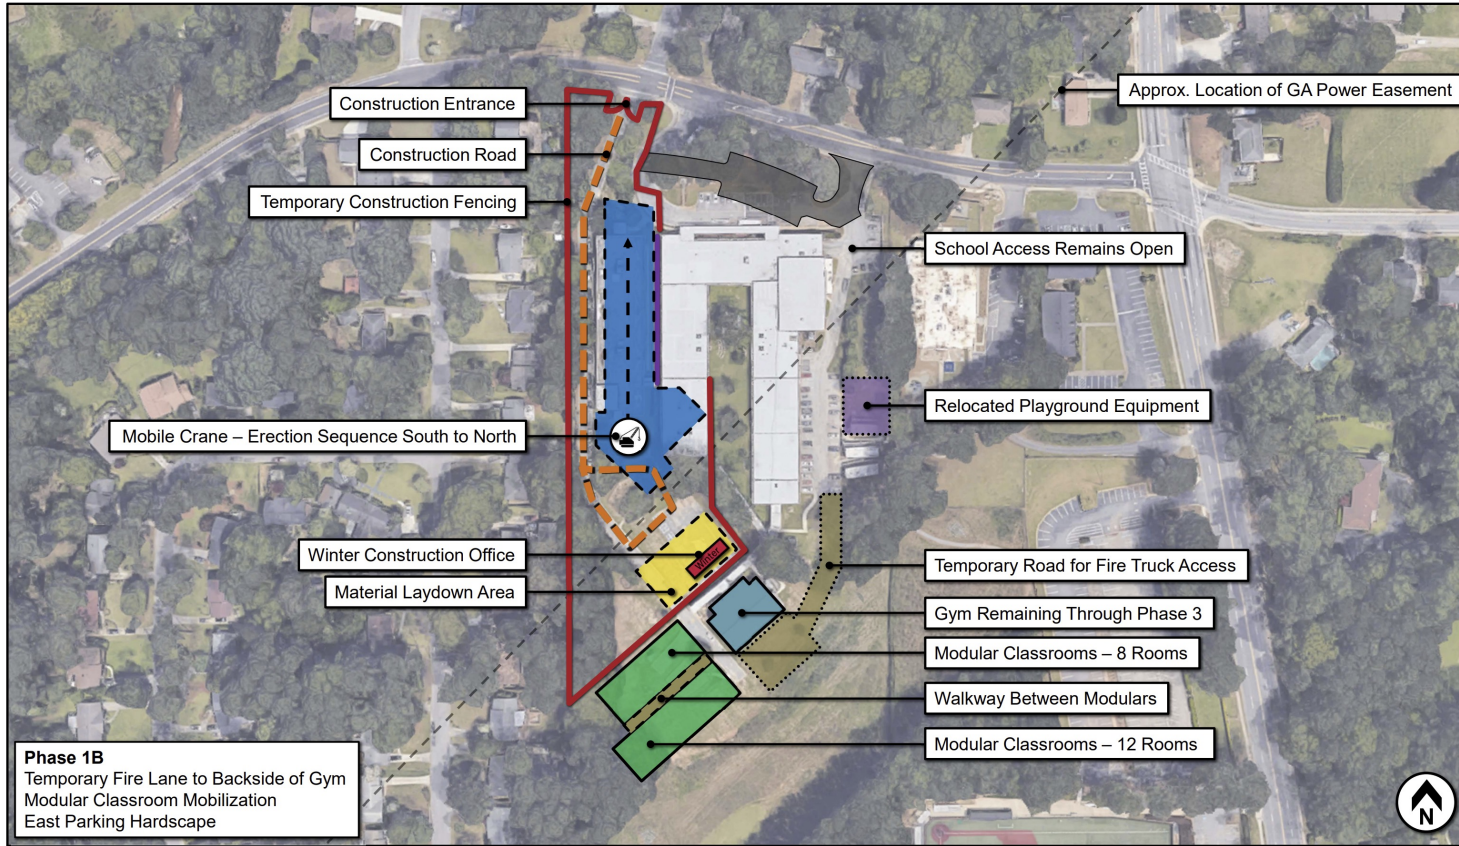 Construction Entrance
Approx. Location of GA Power Easement
Construction Road
Temporary Construction Fencing
School Access Remains Open
Relocated Playground Equipment
Mobile Crane – Erection Sequence South to North
Winter Construction Office
Winter
Temporary Road for Fire Truck Access
Material Laydown Area
Gym Remaining Through Phase 3
Modular Classrooms – 8 Rooms
Walkway Between Modulars
Modular Classrooms – 12 Rooms
Phase 1B
Temporary Fire Lane to Backside of Gym
Modular Classroom Mobilization
East Parking Hardscape
N